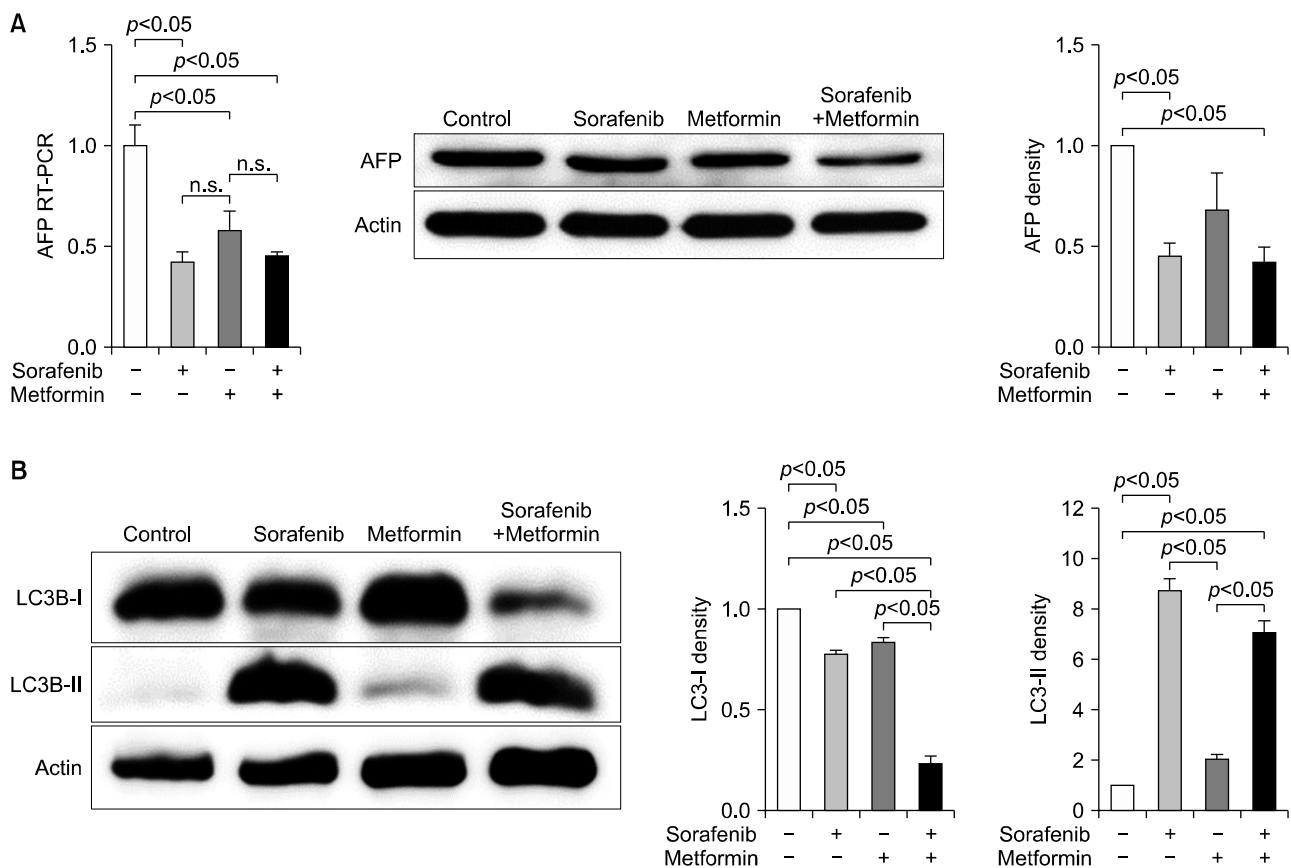 A
AFP RT-PCR
1.5
1.0
0.5
0.0
p<0.05
p<0.05
p<0.05
n.s.
n.s.
Sorafenib − + − +
Metformin − − + +
Control Sorafenib Metformin Sorafenib
+Metformin
AFP
Actin
AFP density
1.5
1.0
0.5
0.0
p<0.05
p<0.05
Sorafenib − + − +
Metformin − − + +
B
Control Sorafenib Metformin Sorafenib
+Metformin
LC3B-I
LC3B-II
Actin
LC3-I density
1.5
1.0
0.5
0.0
p<0.05
p<0.05
p<0.05
p<0.05
p<0.05
Sorafenib − + − +
Metformin − − + +
LC3-II density
12
10
8
6
4
2
0
p<0.05
p<0.05
p<0.05
p<0.05
Sorafenib − + − +
Metformin − − + +